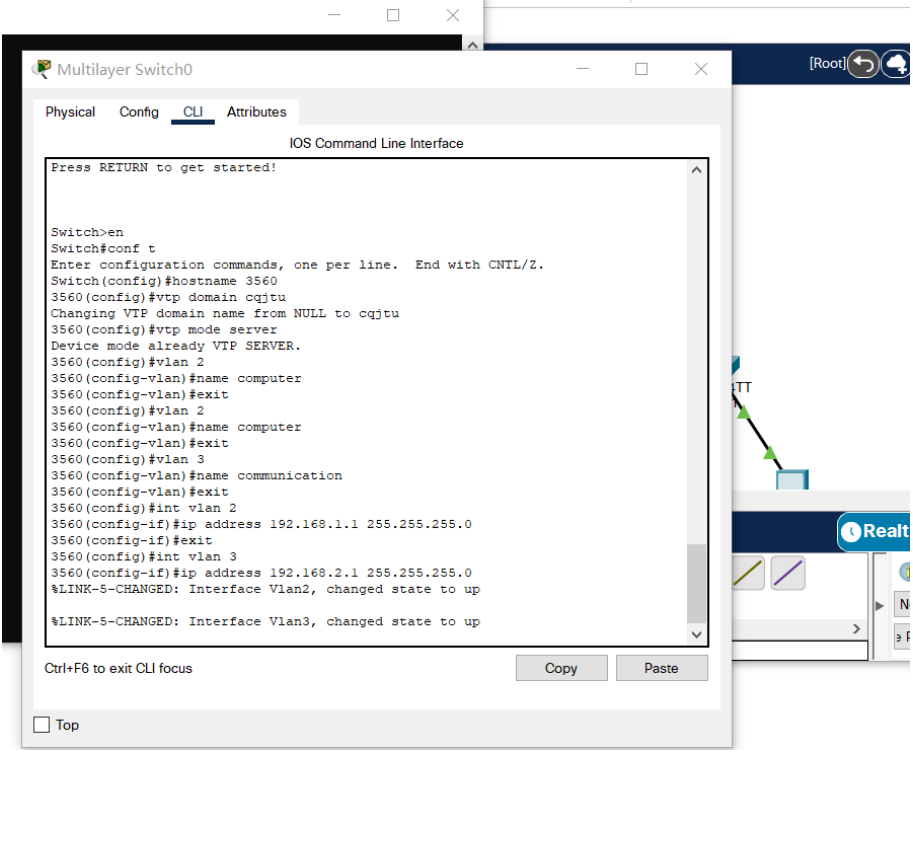 Multilayer Switch0
[Root]
Physical Config CLI Attributes
IOS Command Line Interface
Press RETURN to get started!
Switch>en
Switch#conf t
Enter configuration commands, one per line.  End with CNTL/Z.
Switch(config)#hostname 3560
3560(config)#vtp domain cqjtu
Changing VTP domain name from NULL to cqjtu
3560(config)#vtp mode server
Device mode already VTP SERVER.
3560(config)#vlan 2
3560(config-vlan)#name computer
3560(config-vlan)#exit
3560(config)#vlan 2
3560(config-vlan)#name computer
3560(config-vlan)#exit
3560(config)#vlan 3
3560(config-vlan)#name communication
3560(config-vlan)#exit
3560(config)#int vlan 2
3560(config-if)#ip address 192.168.1.1 255.255.255.0
3560(config-if)#exit
3560(config)#int vlan 3
3560(config-if)#ip address 192.168.2.1 255.255.255.0
%LINK-5-CHANGED: Interface Vlan2, changed state to up
%LINK-5-CHANGED: Interface Vlan3, changed state to up
TT
Realt
Ctrl+F6 to exit CLI focus
Copy Paste
Top